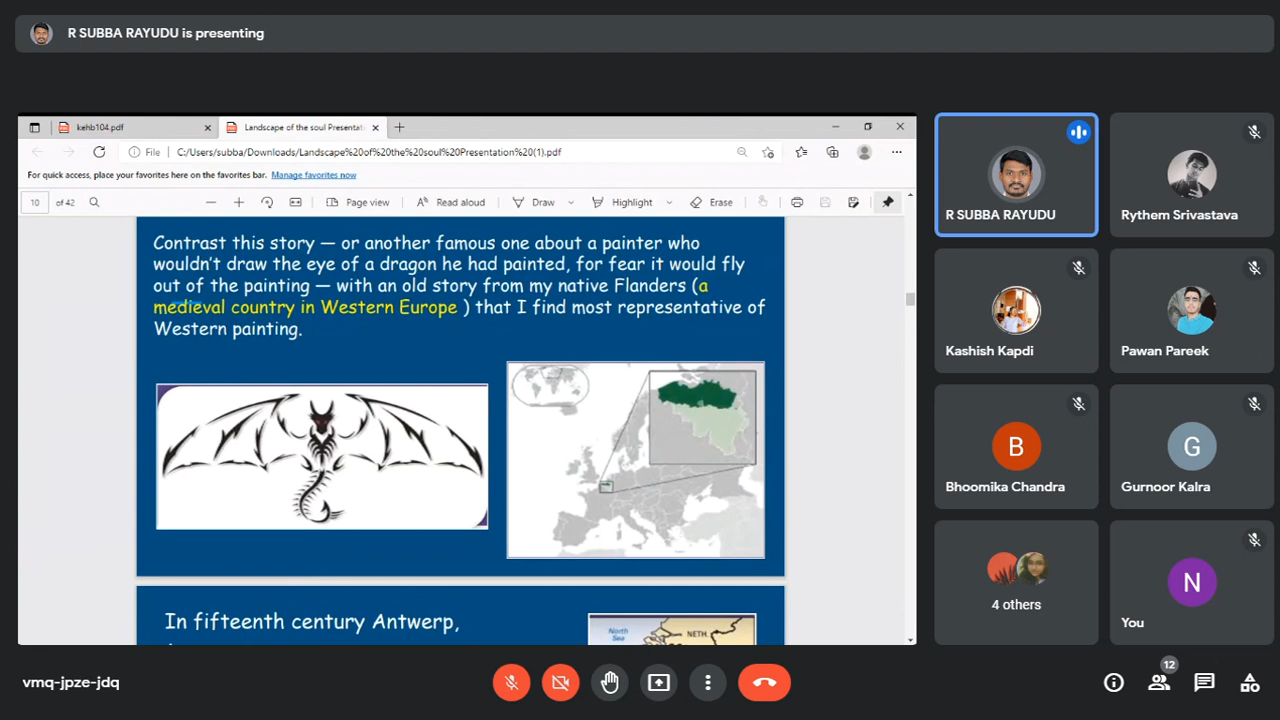 R SUBBA RAYUDU is presenting
kehb104.pdf
Landscape of the soul Presentati
File
C:/Users/subba/Downloads/Landscape%20of%20the%20soul%20Presentation%20(1).pdf
For quick access, place your favorites here on the favorites bar. Manage favorites now
10 of 42
Page view
Read aloud
Draw
Highlight
Erase
Contrast this story — or another famous one about a painter who
wouldn't draw the eye of a dragon he had painted, for fear it would fly
out of the painting — with an old story from my native Flanders (a
medieval country in Western Europe ) that I find most representative of
Western painting.
In fifteenth century Antwerp,
North
Sea
NETH.
R SUBBA RAYUDU
Rythem Srivastava
Kashish Kapdi
Pawan Pareek
B
Bhoomika Chandra
G
Gurnoor Kalra
4 others
N
You
vmq-jpze-jdq
12